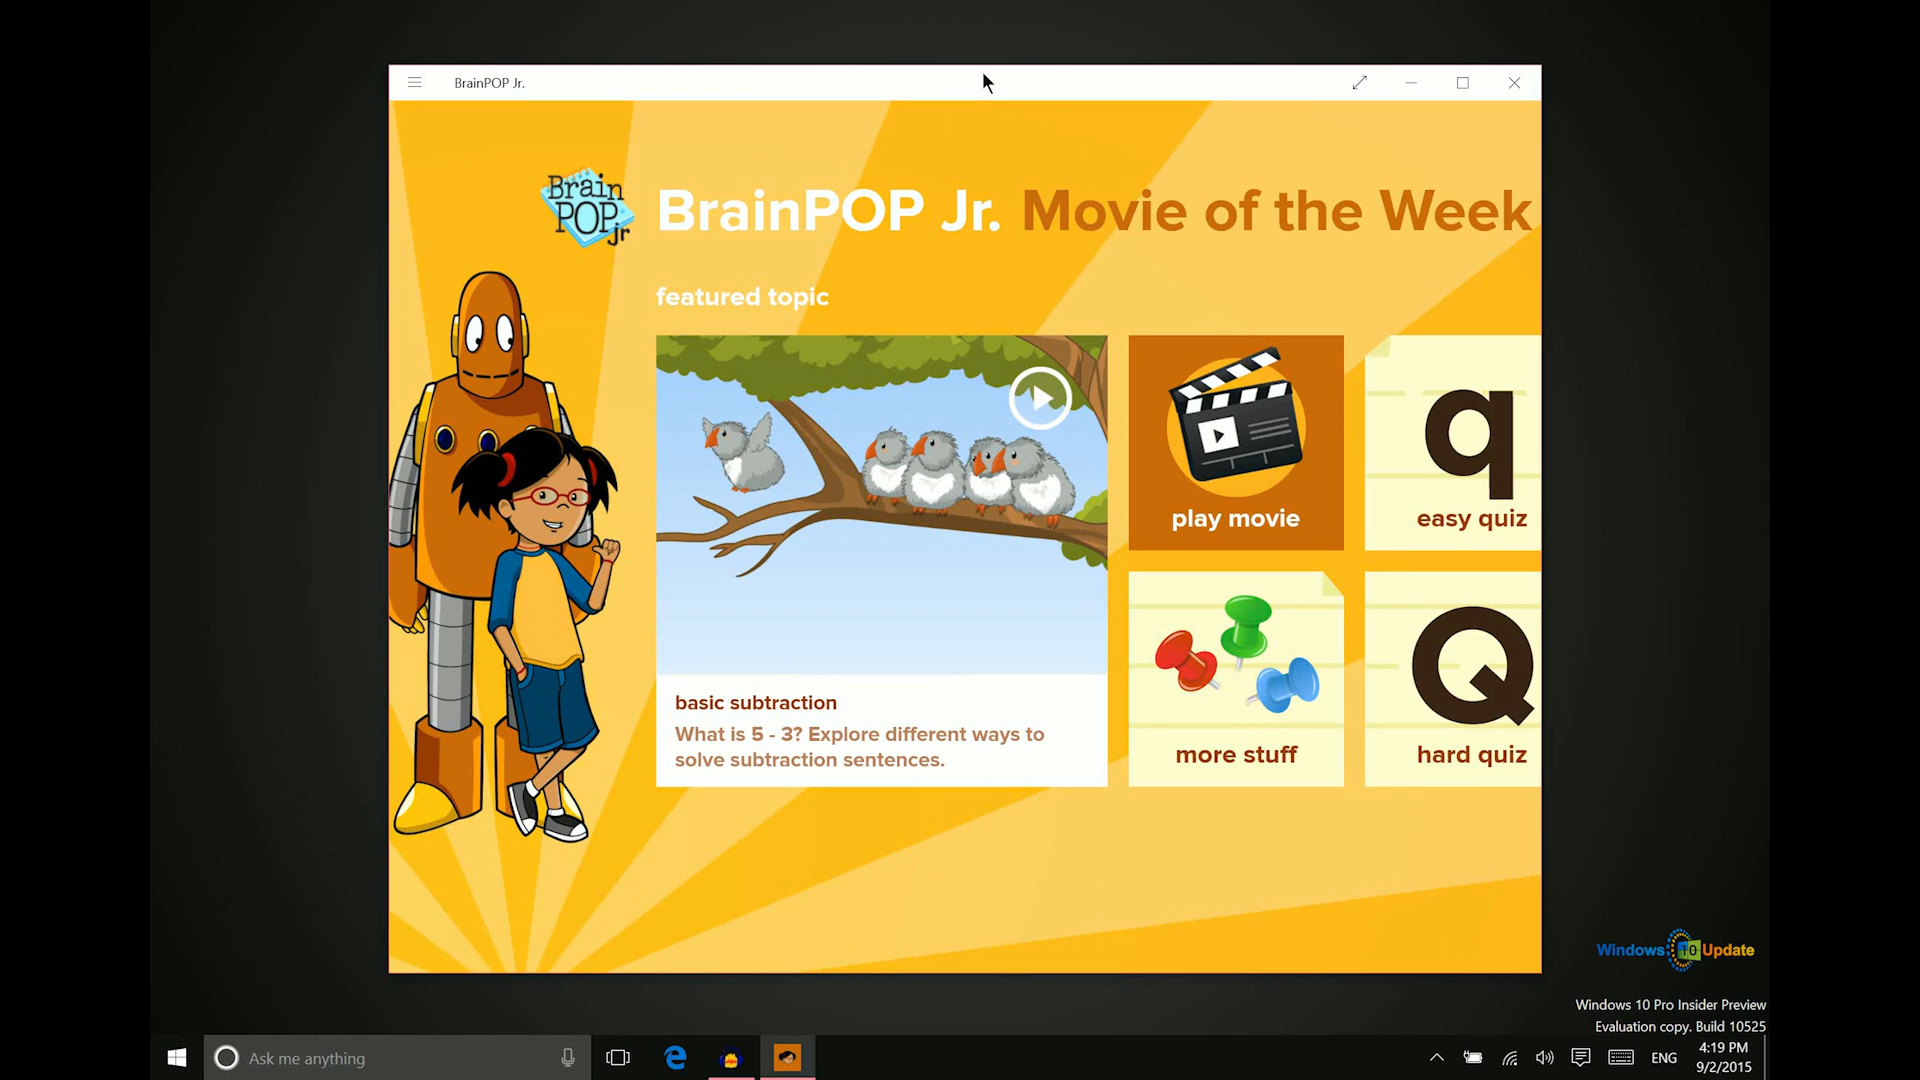 BrainPOP Jr.
Brain
POP
jr
BrainPOP Jr. Movie of the Week
featured topic
play movie
q
easy quiz
basic subtraction
What is 5 - 3? Explore different ways to
solve subtraction sentences.
more stuff
Q
hard quiz
Windows 10 Update
Windows 10 Pro Insider Preview
Evaluation copy. Build 10525
Ask me anything
ENG
4:19 PM
9/2/2015